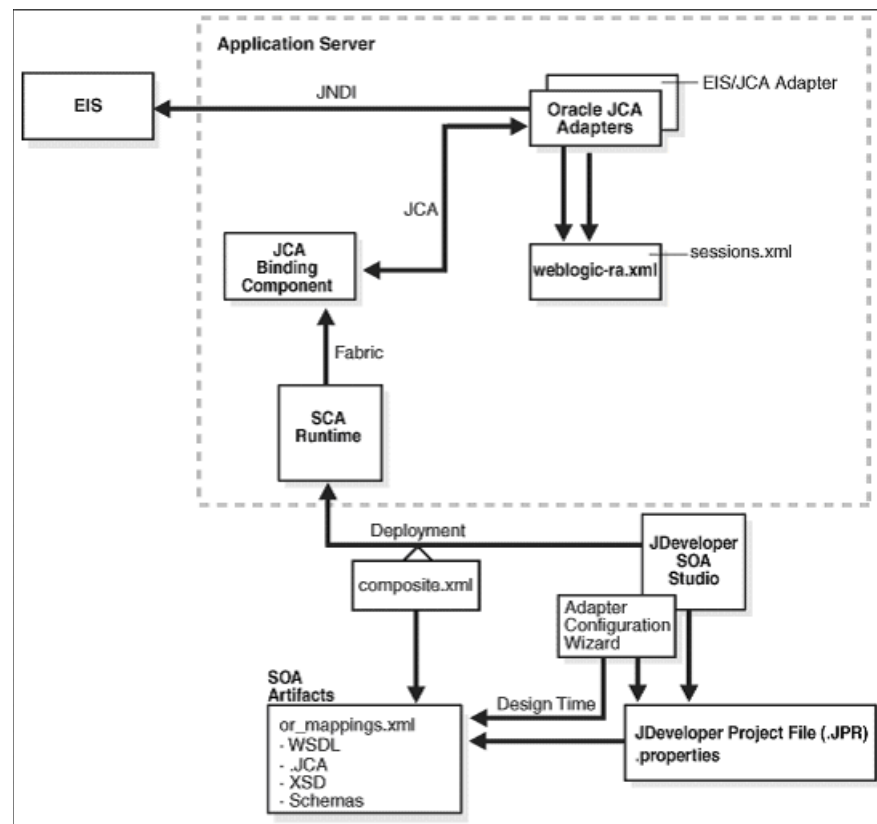 Application Server
EIS
JNDI
EIS/JCA Adapter
Oracle JCA
Adapters
JCA
JCA
Binding
Component
sessions.xml
weblogic-ra.xml
Fabric
SCA
Runtime
Deployment
JDeveloper
SOA
Studio
composite.xml
Adapter
Configuration
Wizard
SOA
Artifacts
Design Time
or_mappings.xml
- WSDL
- .JCA
- XSD
- Schemas
JDeveloper Project File (.JPR)
.properties